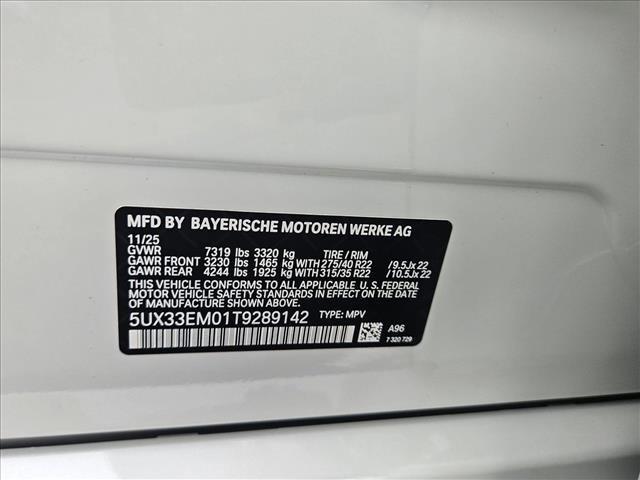 MFD BY BAYERISCHE MOTOREN WERKE AG
11/25
GVWR 7319 lbs 3320 kg TIRE / RIM
GAWR FRONT 3230 lbs 1465 kg WITH 275/40 R22 /9.5Jx 22
GAWR REAR 4244 lbs 1925 kg WITH 315/35 R22 /10.5Jx 22
THIS VEHICLE CONFORMS TO ALL APPLICABLE U. S. FEDERAL
MOTOR VEHICLE SAFETY STANDARDS IN EFFECT ON THE DATE OF
MANUFACTURE SHOWN ABOVE.
5UX33EM01T9289142 TYPE: MPV
A96
7 320 729